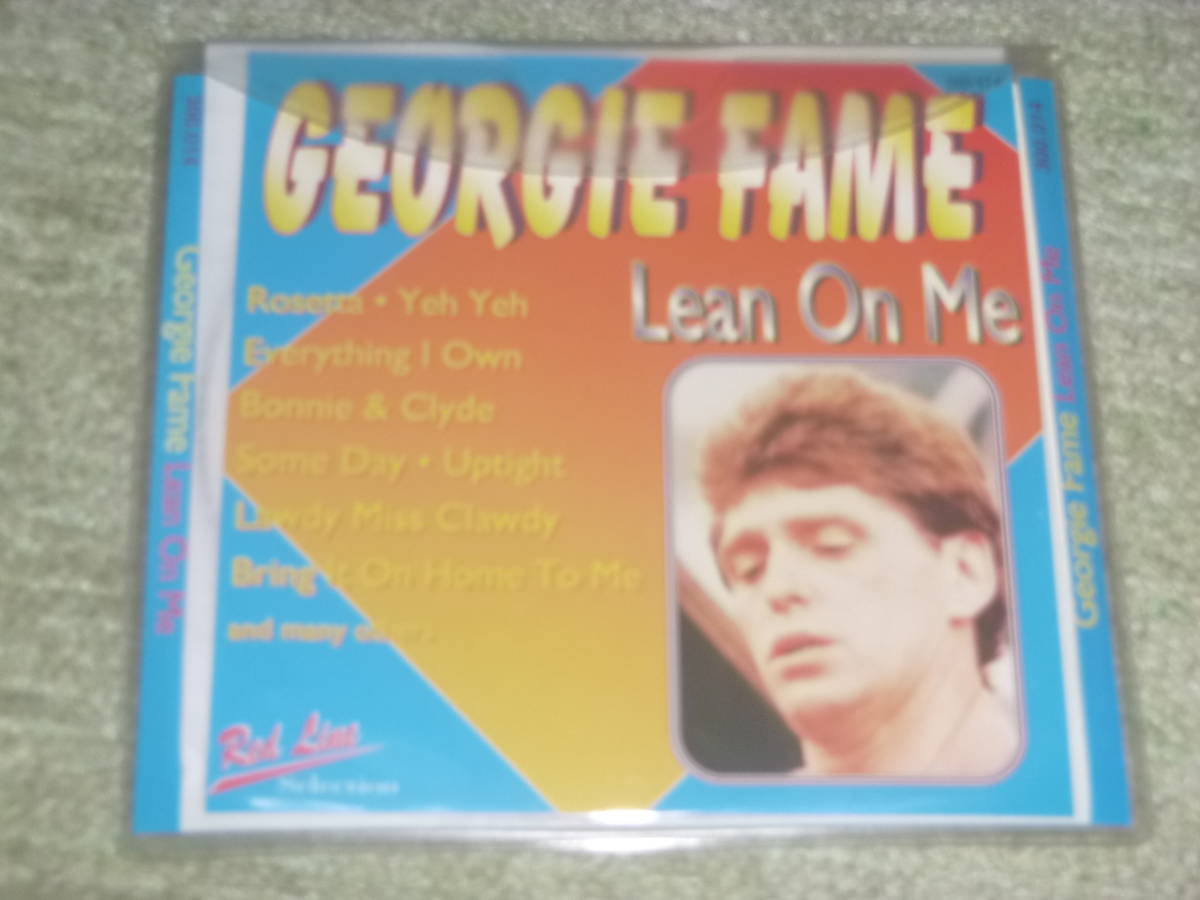 GEORGIE FAME
Lean On Me
Rosetta • Yeh Yeh
Everything I Own
Bonnie & Clyde
Some Day • Uptight
Lawdy Miss Clawdy
Bring It On Home To Me
and many others
Red Line
Selection
Georgie Fame Lean On Me
Georgie Fame Lean On Me